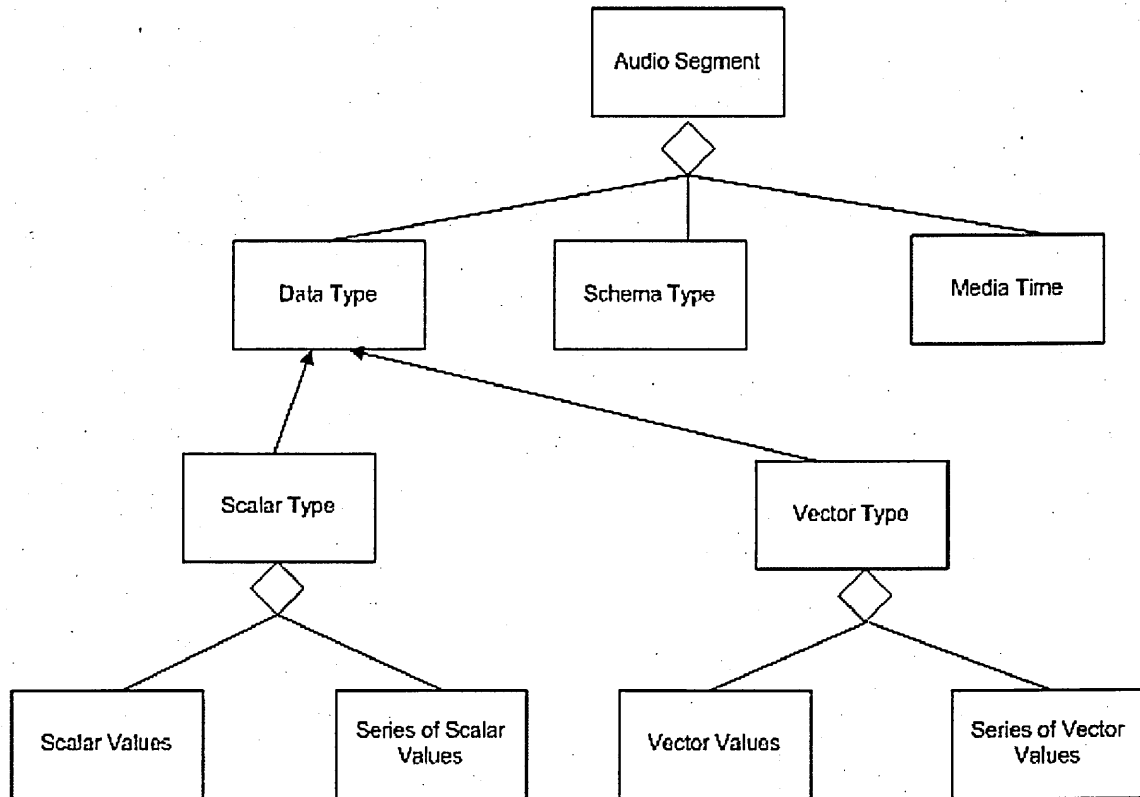 Audio Segment
Data Type
Schema Type
Media Time
Scalar Type
Vector Type
Scalar Values
Series of Scalar
Values
Vector Values
Series of Vector
Values